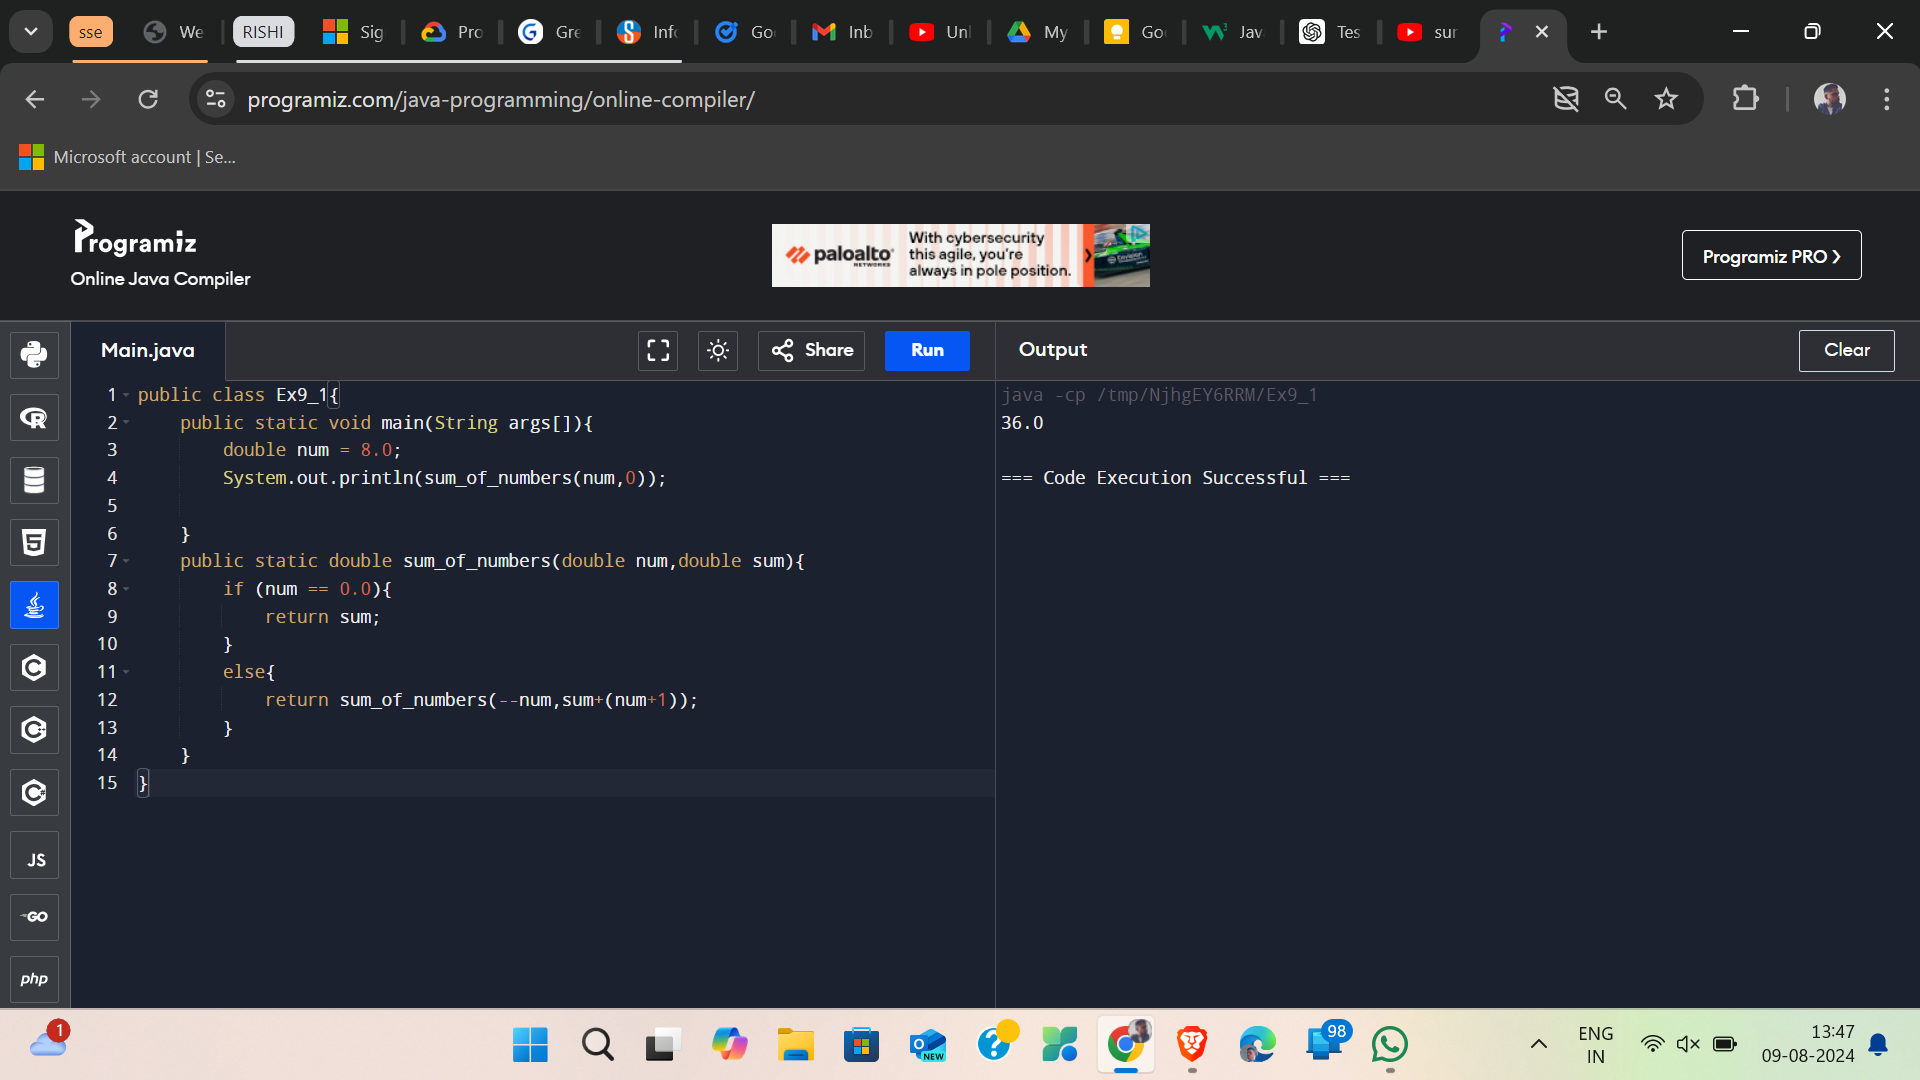 sse
We
RISHI
Sig
Pro
Gre
Info
Goo
Inb
Unl
My
Goo
Jav
Tes
sur
programiz.com/java-programming/online-compiler/
Microsoft account | Se...
Programiz
Online Java Compiler
paloalto
NETWORKS
With cybersecurity
this agile, you're
always in pole position.
Envision
Programiz PRO ❯
Main.java
Share
Run
Output
Clear
1 public class Ex9_1{
2 public static void main(String args[]){
3 double num = 8.0;
4 System.out.println(sum_of_numbers(num,0));
5
6 }
7 public static double sum_of_numbers(double num,double sum){
8 if (num == 0.0){
9 return sum;
10 }
11 else{
12 return sum_of_numbers(--num,sum+(num+1));
13 }
14 }
15 }
java -cp /tmp/NjhgEY6RRM/Ex9_1
36.0
=== Code Execution Successful ===
JS
GO
php
1
NEW
98
ENG
IN
13:47
09-08-2024